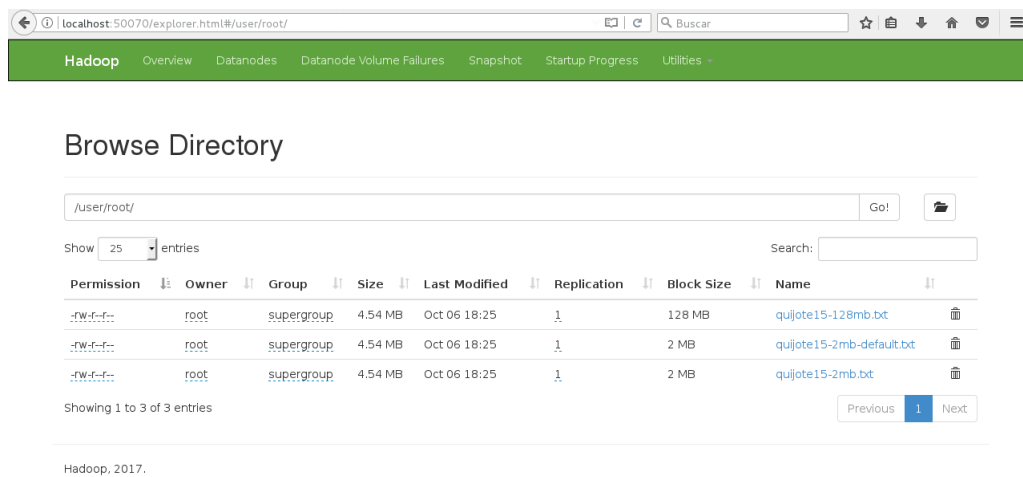 localhost:50070/explorer.html#/user/root/ Buscar
Hadoop Overview Datanodes Datanode Volume Failures Snapshot Startup Progress Utilities
Browse Directory
/user/root/ Go!
Show 25 entries Search:
Permission Owner Group Size Last Modified Replication Block Size Name
-rw-r--r-- root supergroup 4.54 MB Oct 06 18:25 1 128 MB quijote15-128mb.txt
-rw-r--r-- root supergroup 4.54 MB Oct 06 18:25 1 2 MB quijote15-2mb-default.txt
-rw-r--r-- root supergroup 4.54 MB Oct 06 18:25 1 2 MB quijote15-2mb.txt
Showing 1 to 3 of 3 entries Previous 1 Next
Hadoop, 2017.